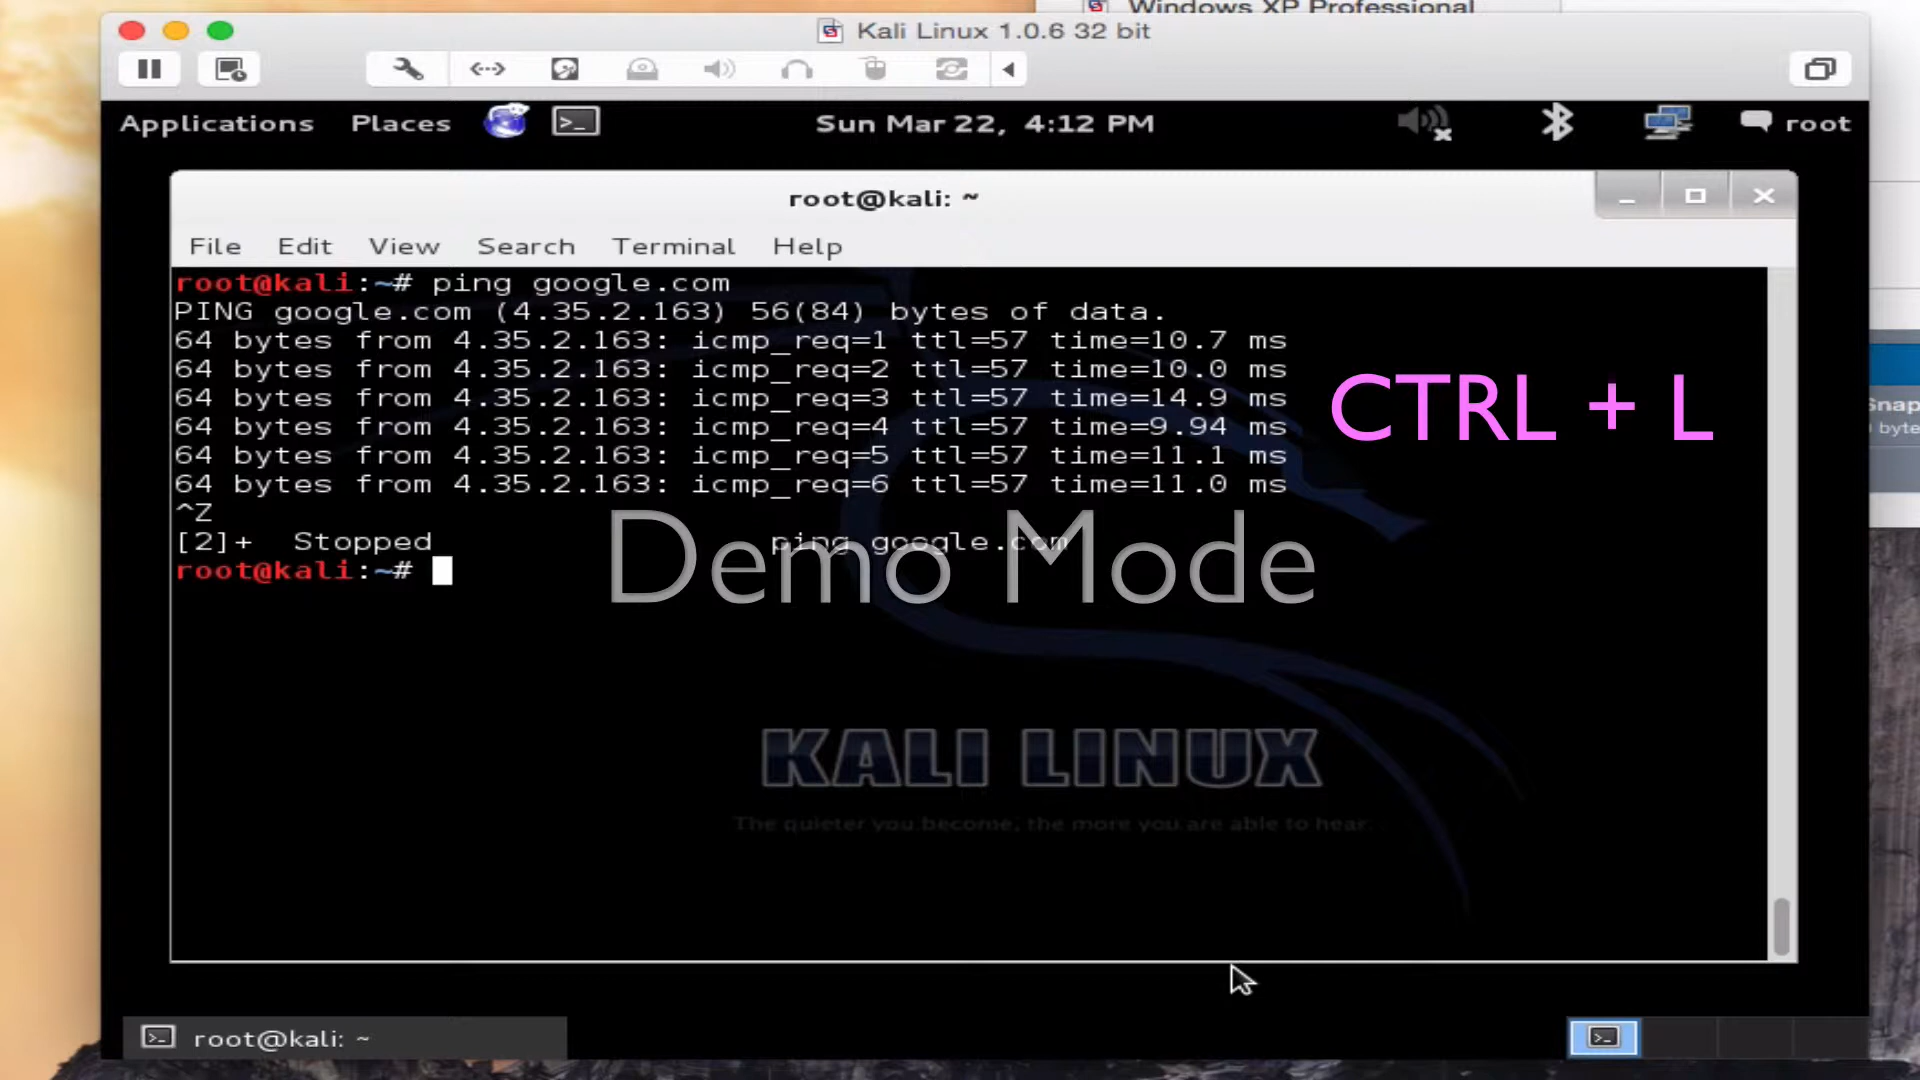 Windows XP Professional
Kali Linux 1.0.6 32 bit
Applications Places Sun Mar 22, 4:12 PM root
root@kali: ~
File Edit View Search Terminal Help
root@kali:~# ping google.com
PING google.com (4.35.2.163) 56(84) bytes of data.
64 bytes from 4.35.2.163: icmp_req=1 ttl=57 time=10.7 ms
64 bytes from 4.35.2.163: icmp_req=2 ttl=57 time=10.0 ms
64 bytes from 4.35.2.163: icmp_req=3 ttl=57 time=14.9 ms
64 bytes from 4.35.2.163: icmp_req=4 ttl=57 time=9.94 ms
64 bytes from 4.35.2.163: icmp_req=5 ttl=57 time=11.1 ms
64 bytes from 4.35.2.163: icmp_req=6 ttl=57 time=11.0 ms
^Z
[2]+ Stopped ping google.com
root@kali:~#
CTRL + L
Snap
byte
Demo Mode
KALI LINUX
The quieter you become, the more you are able to hear.
root@kali: ~